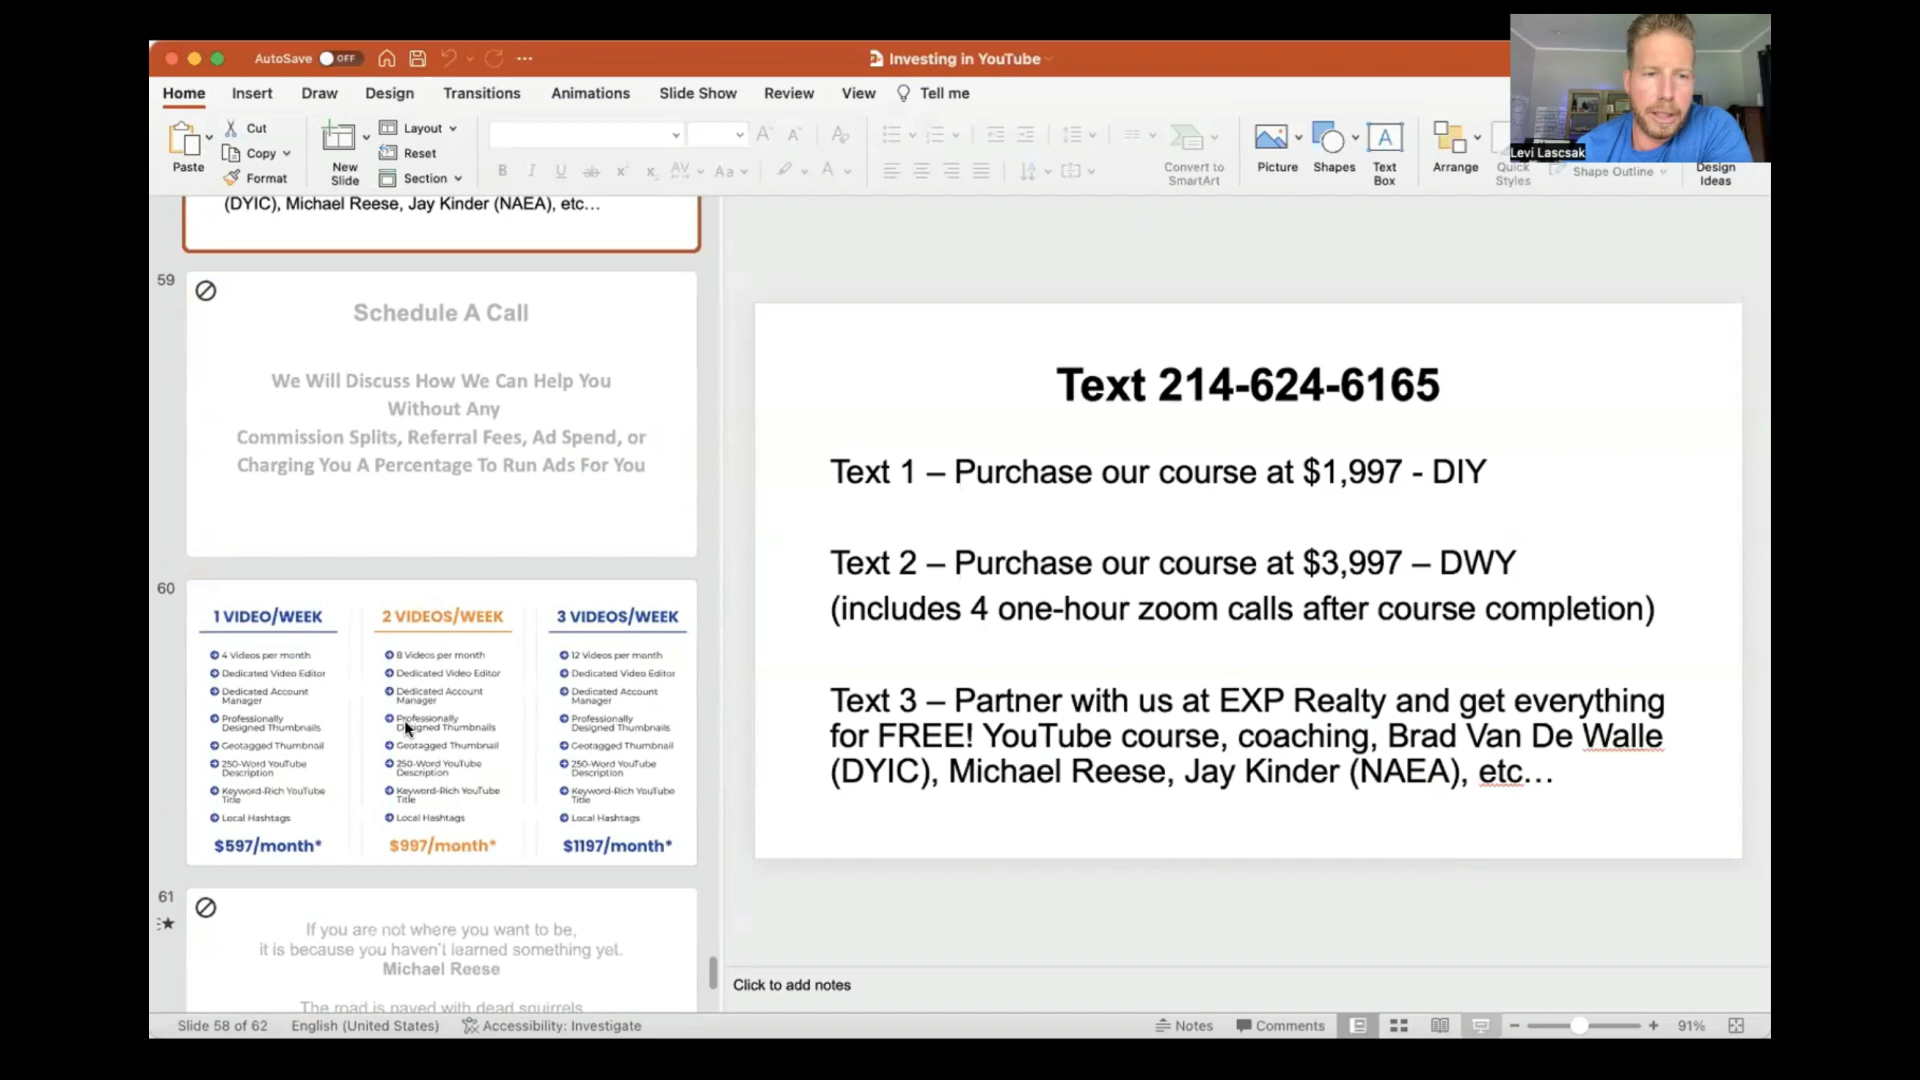 AutoSave OFF
Investing in YouTube
Home Insert Draw Design Transitions Animations Slide Show Review View Tell me
Paste
Cut
Copy
Format
New Slide
Layout
Reset
Section
B I U ab x² x₂ AV Aa A
A A A
Convert to SmartArt
Picture
Shapes
Text Box
Arrange
Quick Styles
Shape Outline
Design Ideas
Levi Lascsak
(DYIC), Michael Reese, Jay Kinder (NAEA), etc...
59
Schedule A Call
We Will Discuss How We Can Help You
Without Any
Commission Splits, Referral Fees, Ad Spend, or
Charging You A Percentage To Run Ads For You
60
1 VIDEO/WEEK
4 Videos per month
Dedicated Video Editor
Dedicated Account
Manager
Professionally
Designed Thumbnails
Geotagged Thumbnail
250-Word YouTube
Description
Keyword-Rich YouTube
Title
Local Hashtags
$597/month*
2 VIDEOS/WEEK
8 Videos per month
Dedicated Video Editor
Dedicated Account
Manager
Professionally
Designed Thumbnails
Geotagged Thumbnail
250-Word YouTube
Description
Keyword-Rich YouTube
Title
Local Hashtags
$997/month*
3 VIDEOS/WEEK
12 Videos per month
Dedicated Video Editor
Dedicated Account
Manager
Professionally
Designed Thumbnails
Geotagged Thumbnail
250-Word YouTube
Description
Keyword-Rich YouTube
Title
Local Hashtags
$1197/month*
61
If you are not where you want to be,
it is because you haven't learned something yet.
Michael Reese
The road is paved with dead squirrels
Text 214-624-6165
Text 1 – Purchase our course at $1,997 - DIY
Text 2 – Purchase our course at $3,997 – DWY
(includes 4 one-hour zoom calls after course completion)
Text 3 – Partner with us at EXP Realty and get everything
for FREE! YouTube course, coaching, Brad Van De Walle
(DYIC), Michael Reese, Jay Kinder (NAEA), etc...
Click to add notes
Slide 58 of 62 English (United States) Accessibility: Investigate Notes Comments 91%